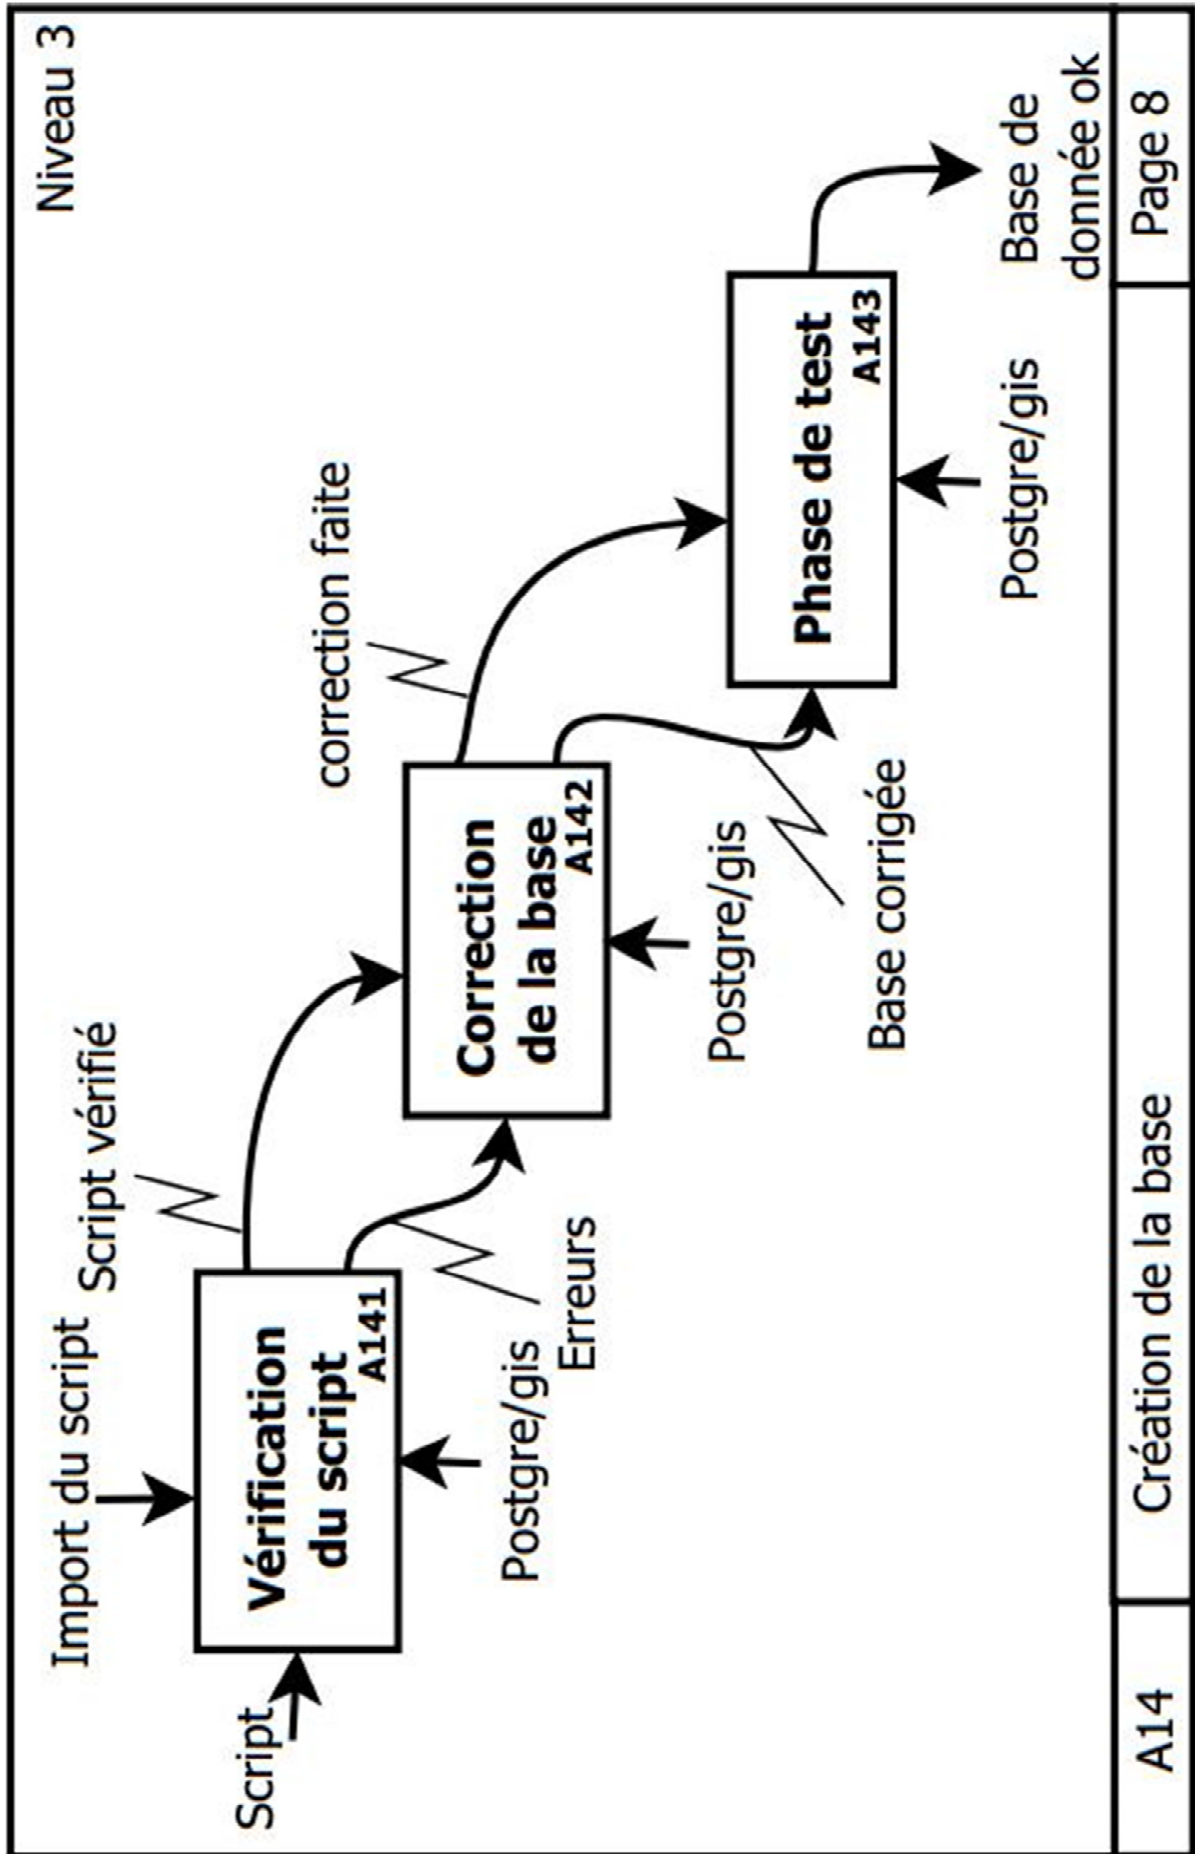 Niveau 3
Import du script
Script vérifié
Script
Vérification
du script
A141
Postgre/gis
Erreurs
correction faite
Correction
de la base
A142
Postgre/gis
Base corrigée
Phase de test
A143
Postgre/gis
Base de
donnée ok
A14
Création de la base
Page 8